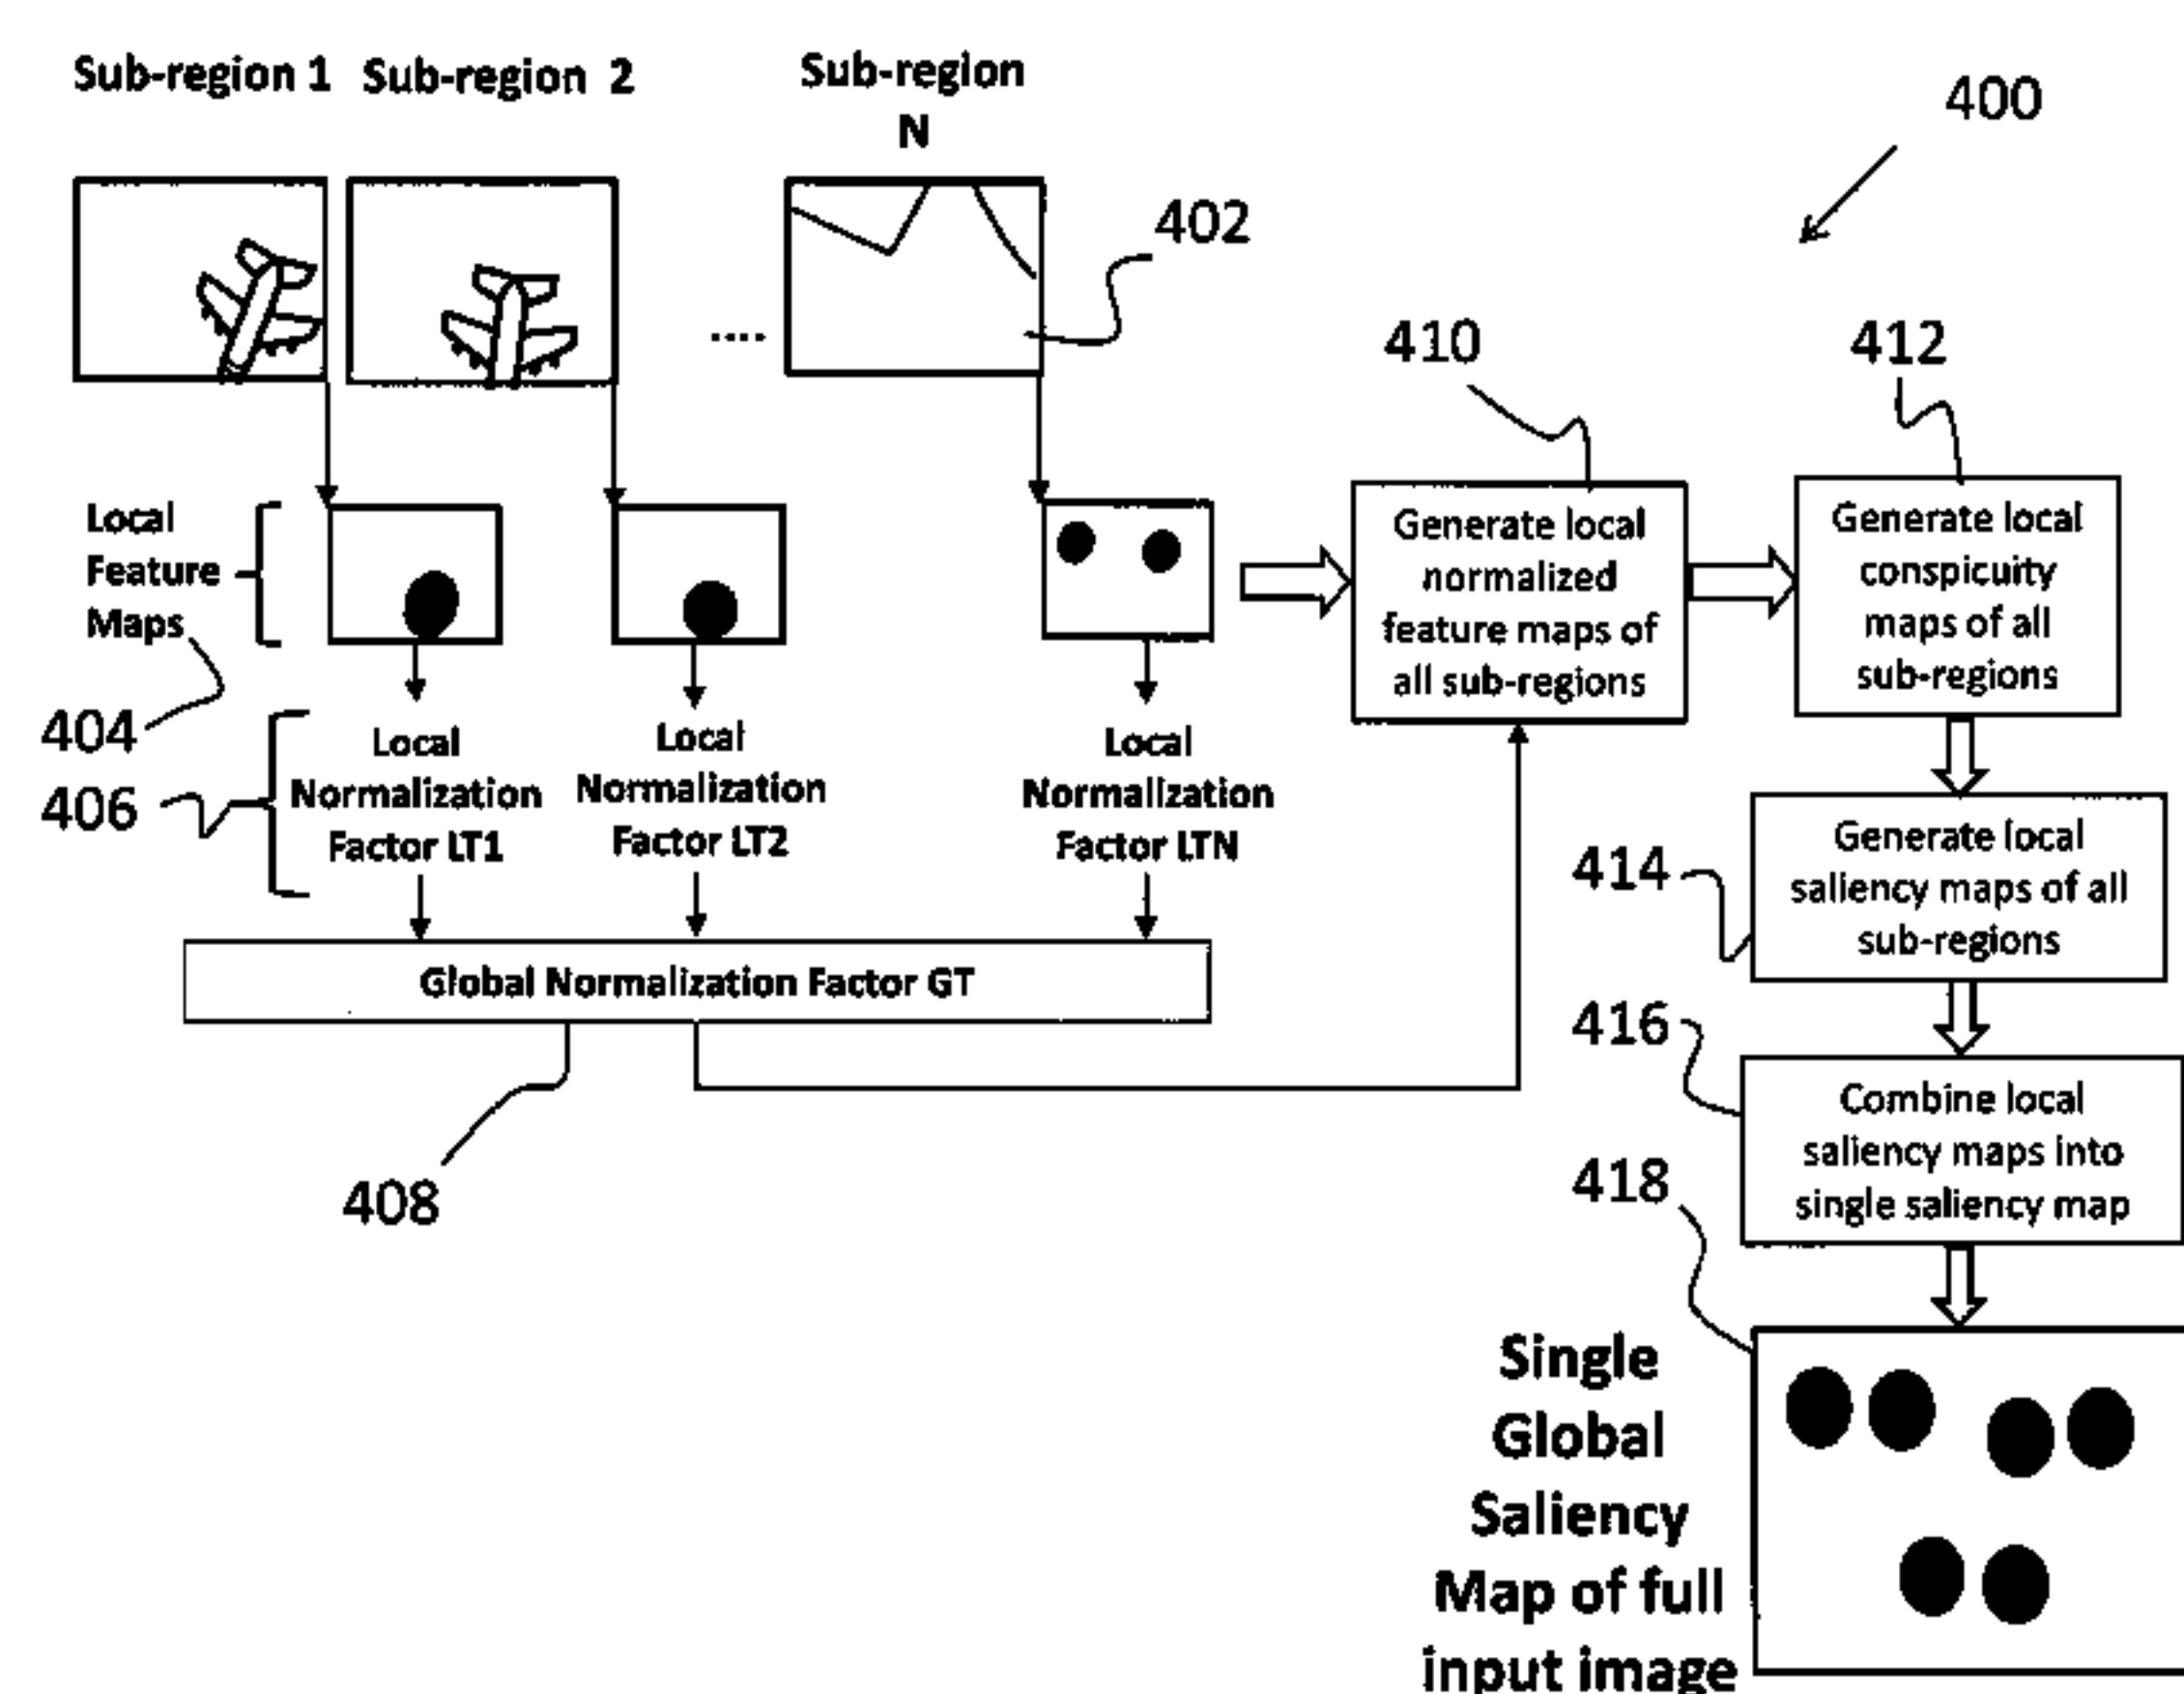 Sub-region 1
Sub-region 2
Sub-region
N
400
402
410
412
Local
Feature
Maps
404
406
Local
Normalization
Factor LT1
Local
Normalization
Factor LT2
Local
Normalization
Factor LTN
....
Global Normalization Factor GT
408
Generate local
normalized
feature maps of
all sub-regions
Generate local
conspicuity
maps of all
sub-regions
414
Generate local
saliency maps of all
sub-regions
416
Combine local
saliency maps into
single saliency map
418
Single
Global
Saliency
Map of full
input image